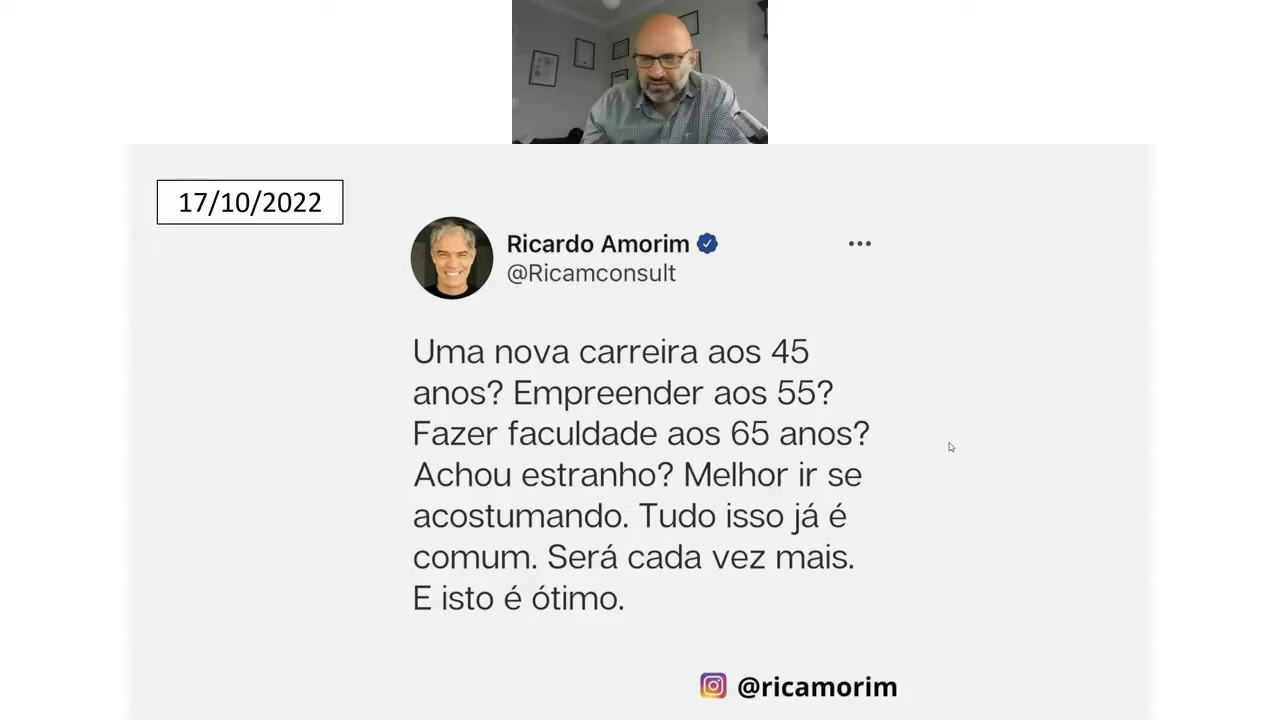 17/10/2022
Ricardo Amorim
@Ricamconsult
Uma nova carreira aos 45
anos? Empreender aos 55?
Fazer faculdade aos 65 anos?
Achou estranho? Melhor ir se
acostumando. Tudo isso já é
comum. Será cada vez mais.
E isto é ótimo.
@ricamorim